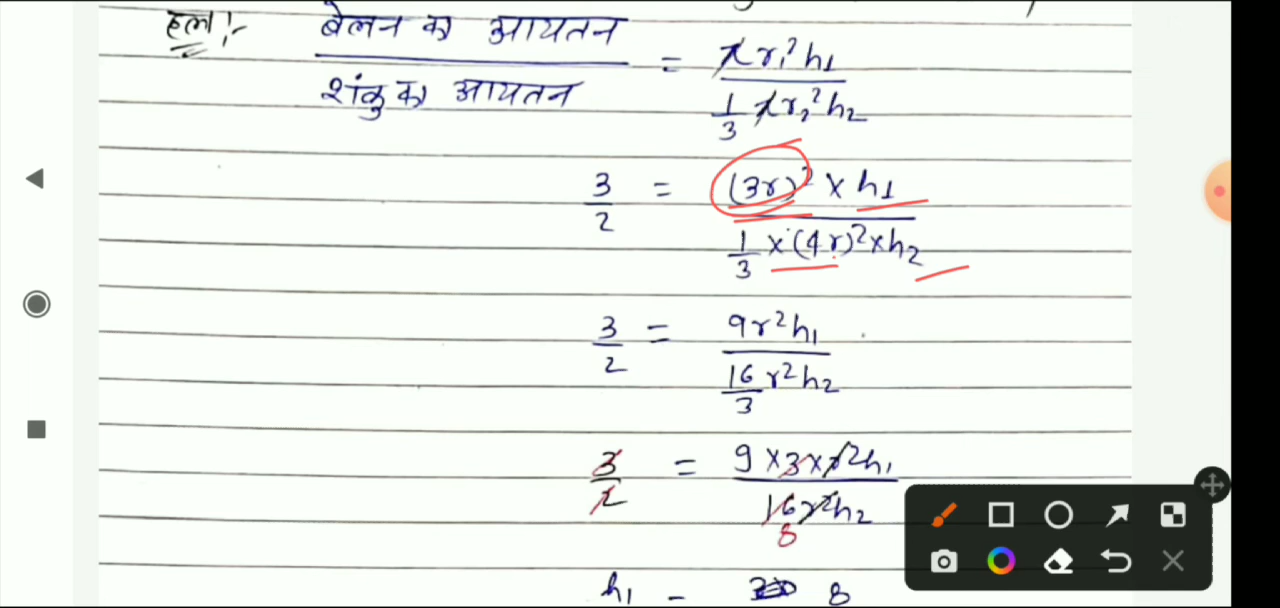 हल :- बेलन का आयतन / शंकु का आयतन = πr₁²h₁ / (1/3 πr₂²h₂)
3/2 = (3r)² × h₁ / (1/3 × (4r)² × h₂)
3/2 = 9r²h₁ / (16/3 r²h₂)
3/2 = 9 × 3 × r²h₁ / 16r²h₂
8
h₁ = 8